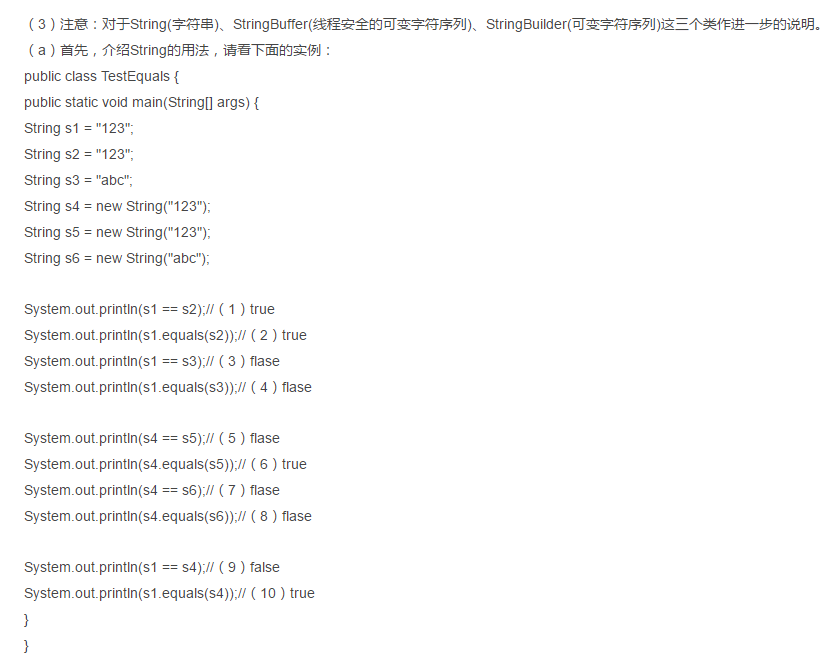 （3）注意：对于String(字符串)、StringBuffer(线程安全的可变字符序列)、StringBuilder(可变字符序列)这三个类作进一步的说明。
（a）首先，介绍String的用法，请看下面的实例：
public class TestEquals {
public static void main(String[] args) {
String s1 = "123";
String s2 = "123";
String s3 = "abc";
String s4 = new String("123");
String s5 = new String("123");
String s6 = new String("abc");
System.out.println(s1 == s2);//（1）true
System.out.println(s1.equals(s2));//（2）true
System.out.println(s1 == s3);//（3）flase
System.out.println(s1.equals(s3));//（4）flase
System.out.println(s4 == s5);//（5）flase
System.out.println(s4.equals(s5));//（6）true
System.out.println(s4 == s6);//（7）flase
System.out.println(s4.equals(s6));//（8）flase
System.out.println(s1 == s4);//（9）false
System.out.println(s1.equals(s4));//（10）true
}
}